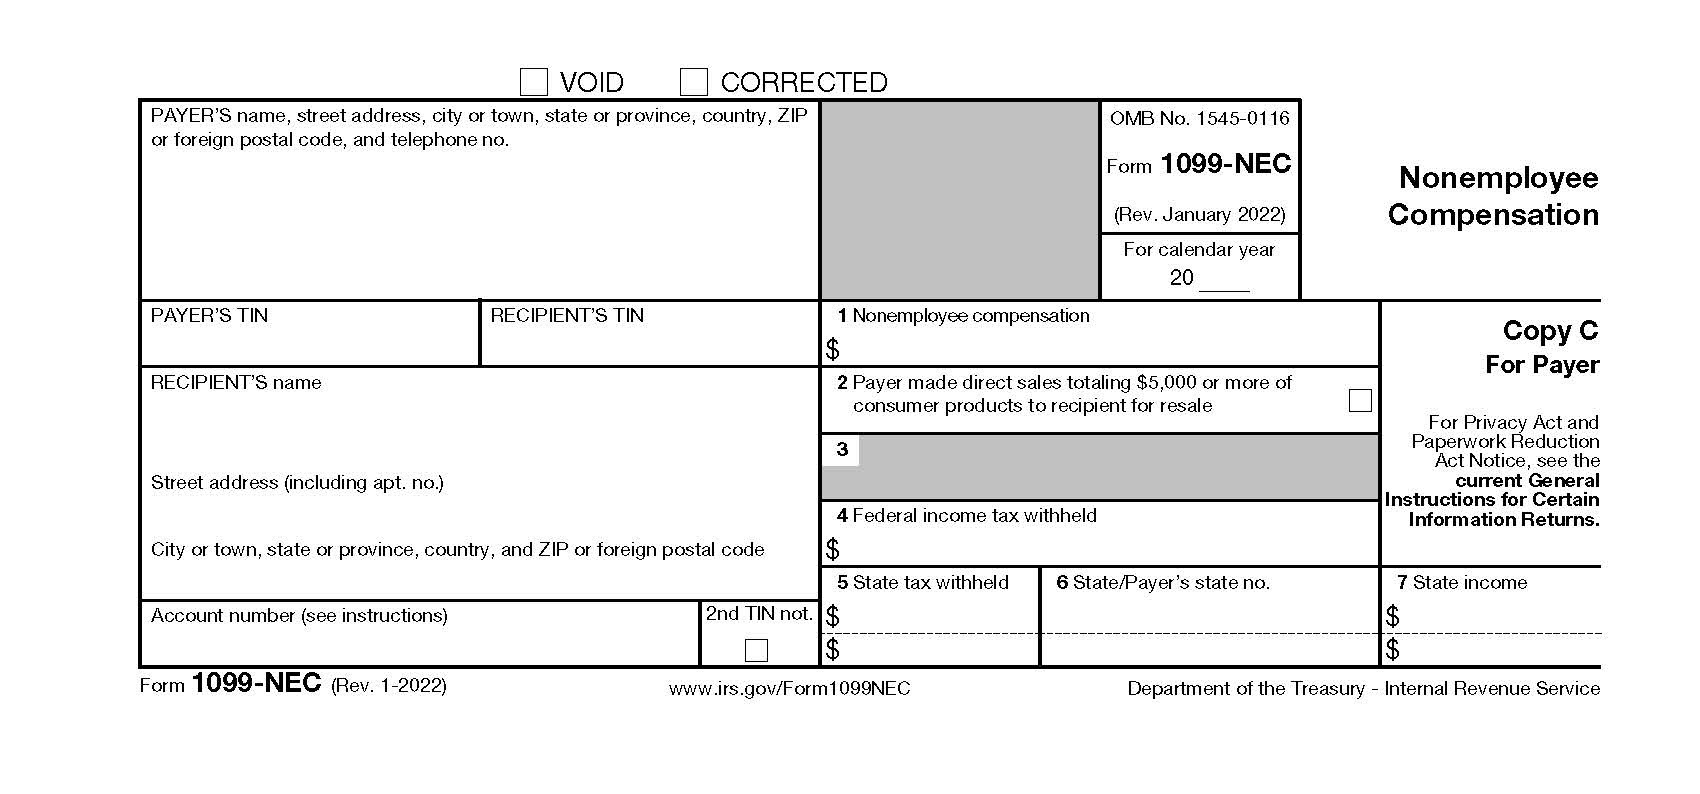 VOID CORRECTED
PAYER'S name, street address, city or town, state or province, country, ZIP
or foreign postal code, and telephone no.
OMB No. 1545-0116
Form 1099-NEC
(Rev. January 2022)
For calendar year
20 ____
Nonemployee
Compensation
PAYER'S TIN
RECIPIENT'S TIN
1 Nonemployee compensation
$
Copy C
For Payer
For Privacy Act and
Paperwork Reduction
Act Notice, see the
current General
Instructions for Certain
Information Returns.
RECIPIENT'S name
2 Payer made direct sales totaling $5,000 or more of
consumer products to recipient for resale
3
Street address (including apt. no.)
4 Federal income tax withheld
$
City or town, state or province, country, and ZIP or foreign postal code
5 State tax withheld
$
$
6 State/Payer's state no.
7 State income
$
$
Account number (see instructions)
2nd TIN not.
Form 1099-NEC (Rev. 1-2022)
www.irs.gov/Form1099NEC
Department of the Treasury - Internal Revenue Service